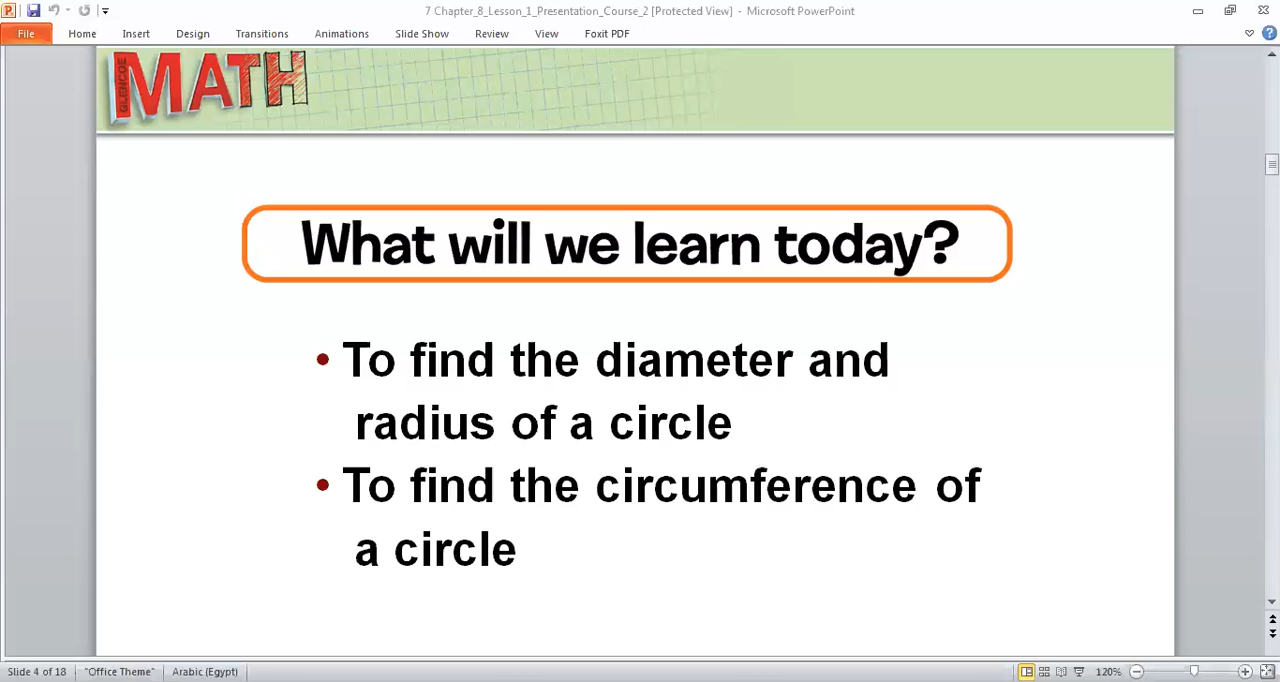 7 Chapter_8_Lesson_1_Presentation_Course_2 [Protected View] - Microsoft PowerPoint
File Home Insert Design Transitions Animations Slide Show Review View Foxit PDF
GLENCOE MATH
What will we learn today?
• To find the diameter and
radius of a circle
• To find the circumference of
a circle
Slide 4 of 18 "Office Theme" Arabic (Egypt) 120%